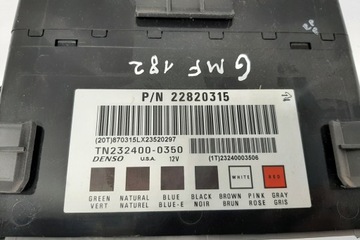 GMF 182
P/N 22820315
(20T)870315LX23520297
TN232400-0350
(1T)23240003506
DENSO U.S.A. 12V
WHITE RED
GREEN NATURAL BLUE BLACK BROWN PINK GRAY
VERT NATUREL BLUE-E NOIR BRUN ROSE GRIS